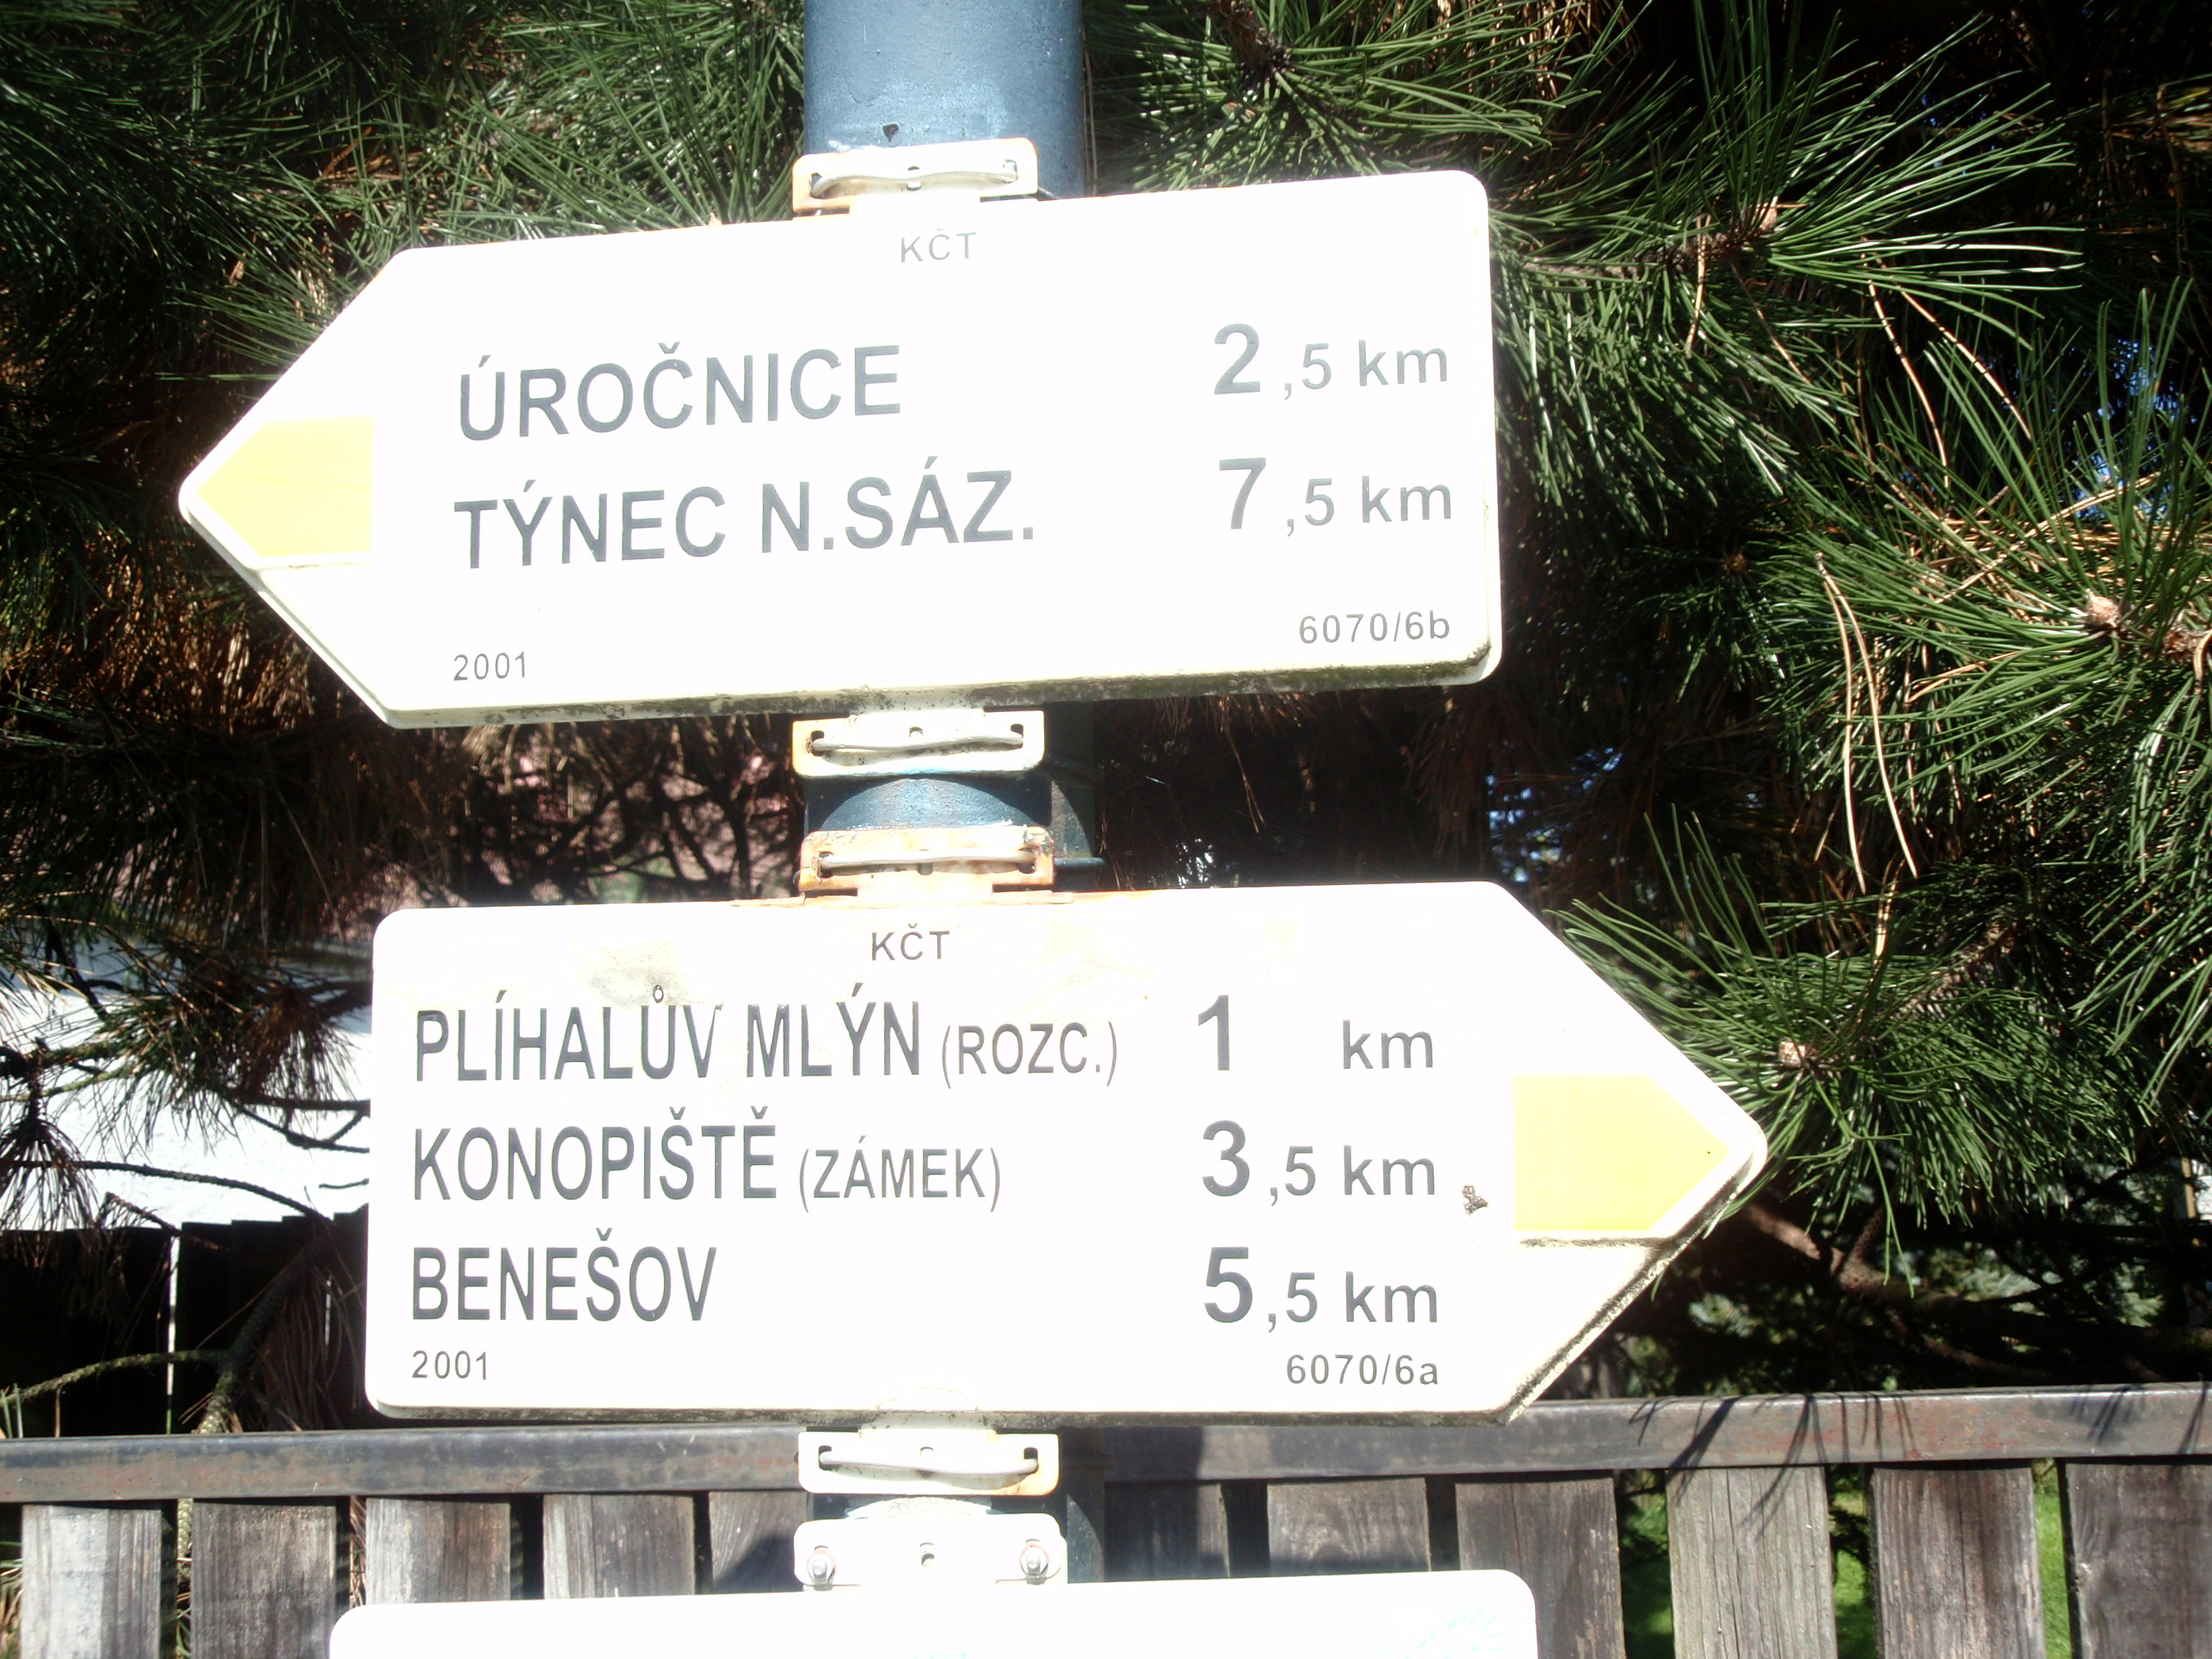 KČT
ÚROČNICE 2,5 km
TÝNEC N.SÁZ. 7,5 km
2001 6070/6b
KČT
PLÍHALŮV MLÝN (ROZC.) 1 km
KONOPIŠTĚ (ZÁMEK) 3,5 km
BENEŠOV 5,5 km
2001 6070/6a